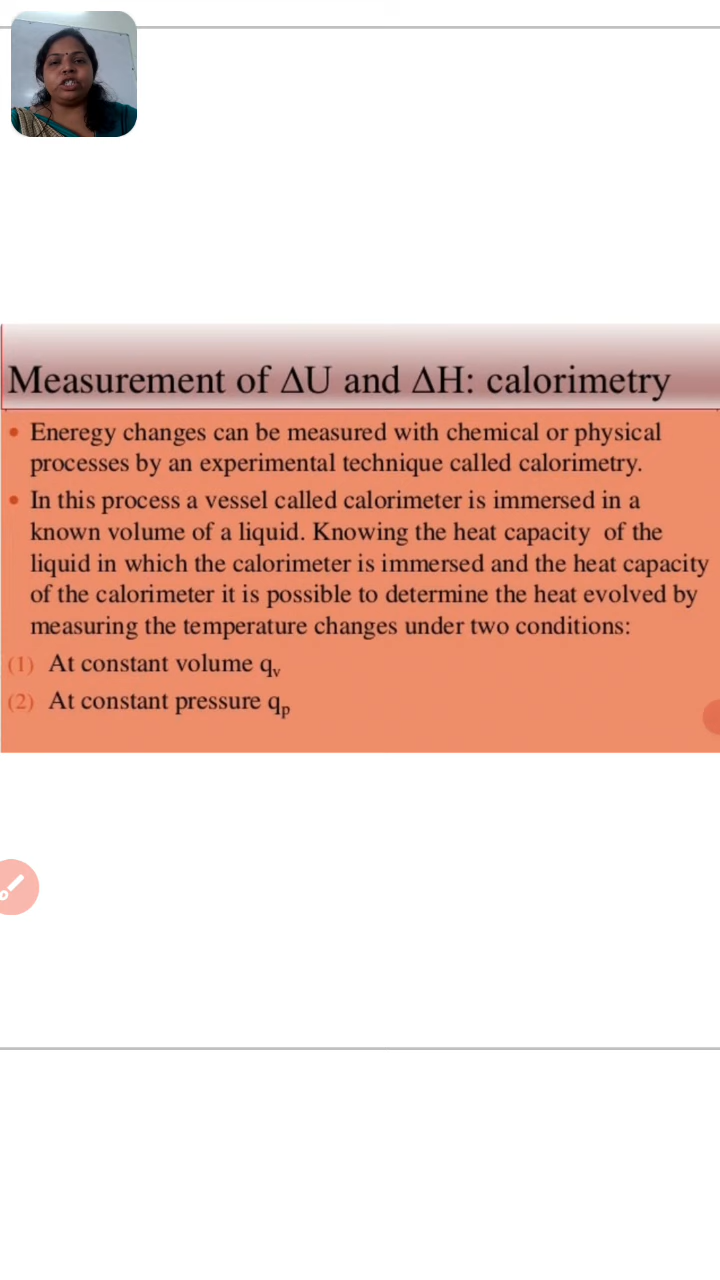 Measurement of ΔU and ΔH: calorimetry
• Eneregy changes can be measured with chemical or physical
processes by an experimental technique called calorimetry.
• In this process a vessel called calorimeter is immersed in a
known volume of a liquid. Knowing the heat capacity of the
liquid in which the calorimeter is immersed and the heat capacity
of the calorimeter it is possible to determine the heat evolved by
measuring the temperature changes under two conditions:
(1) At constant volume qv
(2) At constant pressure qp